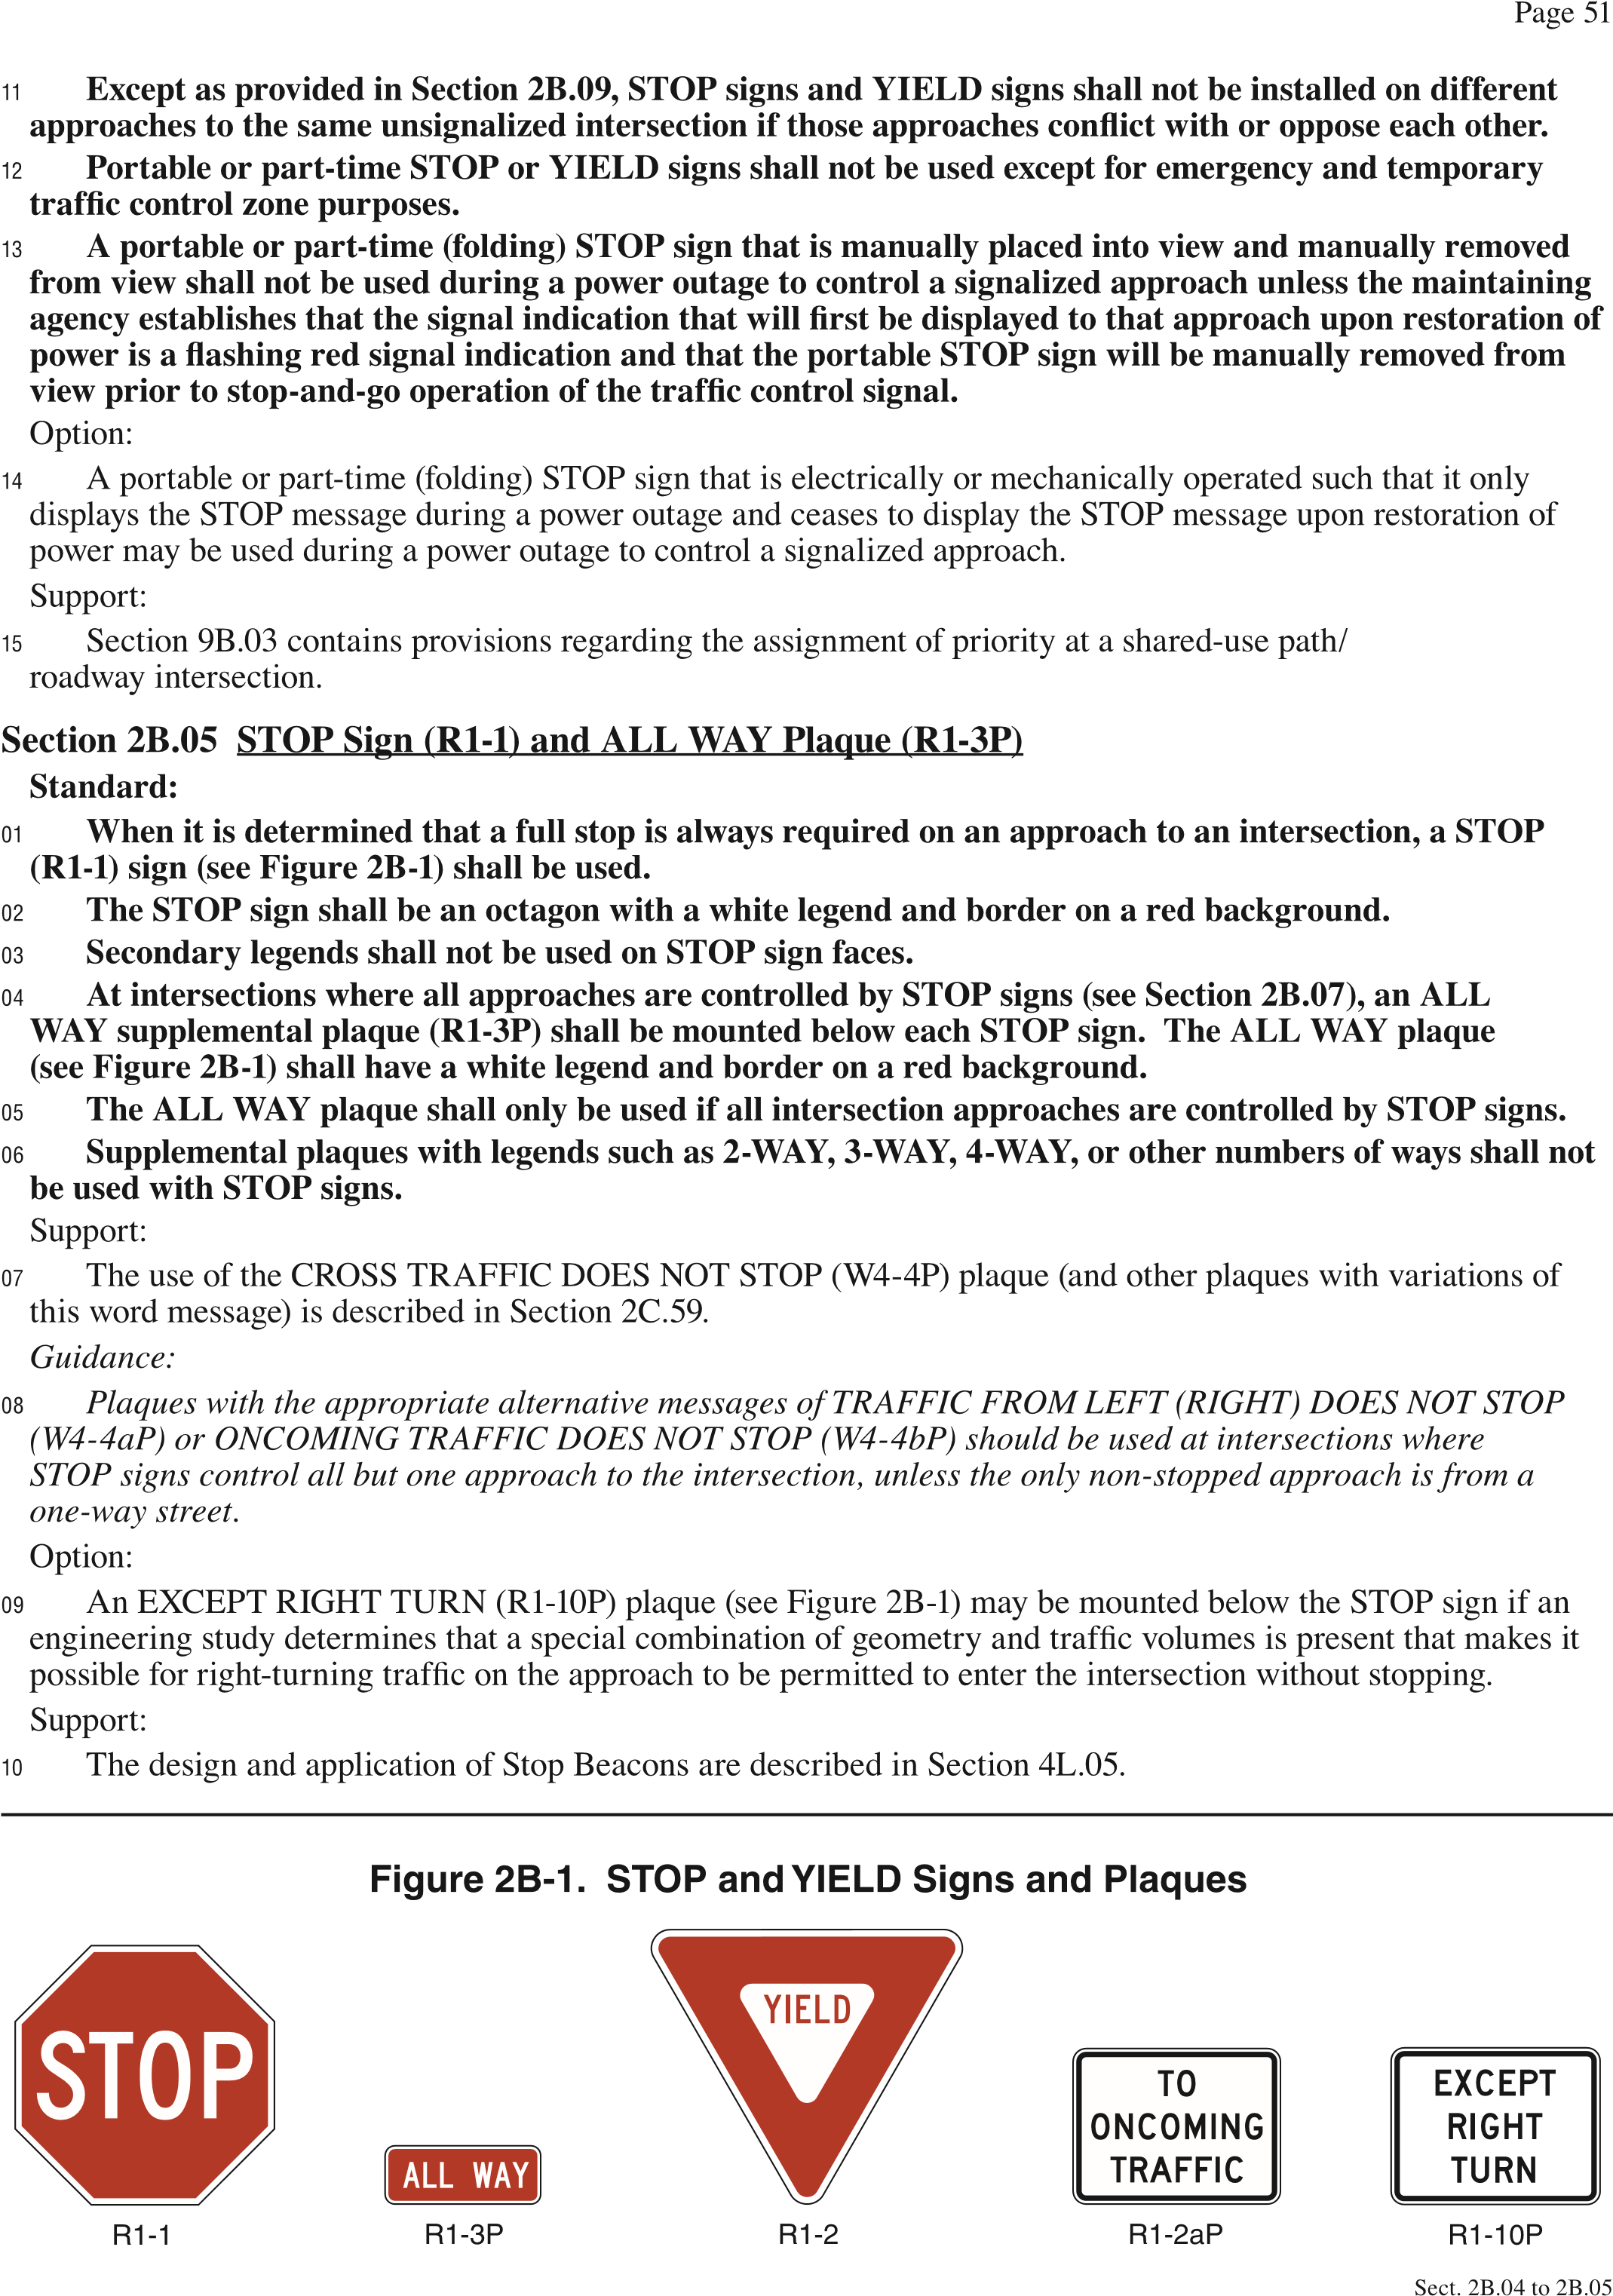 Page 51
11 Except as provided in Section 2B.09, STOP signs and YIELD signs shall not be installed on different
approaches to the same unsignalized intersection if those approaches conflict with or oppose each other.
12 Portable or part-time STOP or YIELD signs shall not be used except for emergency and temporary
traffic control zone purposes.
13 A portable or part-time (folding) STOP sign that is manually placed into view and manually removed
from view shall not be used during a power outage to control a signalized approach unless the maintaining
agency establishes that the signal indication that will first be displayed to that approach upon restoration of
power is a flashing red signal indication and that the portable STOP sign will be manually removed from
view prior to stop-and-go operation of the traffic control signal.
Option:
14 A portable or part-time (folding) STOP sign that is electrically or mechanically operated such that it only
displays the STOP message during a power outage and ceases to display the STOP message upon restoration of
power may be used during a power outage to control a signalized approach.
Support:
15 Section 9B.03 contains provisions regarding the assignment of priority at a shared-use path/
roadway intersection.
Section 2B.05 STOP Sign (R1-1) and ALL WAY Plaque (R1-3P)
Standard:
01 When it is determined that a full stop is always required on an approach to an intersection, a STOP
(R1-1) sign (see Figure 2B-1) shall be used.
02 The STOP sign shall be an octagon with a white legend and border on a red background.
03 Secondary legends shall not be used on STOP sign faces.
04 At intersections where all approaches are controlled by STOP signs (see Section 2B.07), an ALL
WAY supplemental plaque (R1-3P) shall be mounted below each STOP sign. The ALL WAY plaque
(see Figure 2B-1) shall have a white legend and border on a red background.
05 The ALL WAY plaque shall only be used if all intersection approaches are controlled by STOP signs.
06 Supplemental plaques with legends such as 2-WAY, 3-WAY, 4-WAY, or other numbers of ways shall not
be used with STOP signs.
Support:
07 The use of the CROSS TRAFFIC DOES NOT STOP (W4-4P) plaque (and other plaques with variations of
this word message) is described in Section 2C.59.
Guidance:
08 Plaques with the appropriate alternative messages of TRAFFIC FROM LEFT (RIGHT) DOES NOT STOP
(W4-4aP) or ONCOMING TRAFFIC DOES NOT STOP (W4-4bP) should be used at intersections where
STOP signs control all but one approach to the intersection, unless the only non-stopped approach is from a
one-way street.
Option:
09 An EXCEPT RIGHT TURN (R1-10P) plaque (see Figure 2B-1) may be mounted below the STOP sign if an
engineering study determines that a special combination of geometry and traffic volumes is present that makes it
possible for right-turning traffic on the approach to be permitted to enter the intersection without stopping.
Support:
10 The design and application of Stop Beacons are described in Section 4L.05.
Figure 2B-1. STOP and YIELD Signs and Plaques
STOP
R1-1
ALL WAY
R1-3P
YIELD
R1-2
TO
ONCOMING
TRAFFIC
R1-2aP
EXCEPT
RIGHT
TURN
R1-10P
Sect. 2B.04 to 2B.05